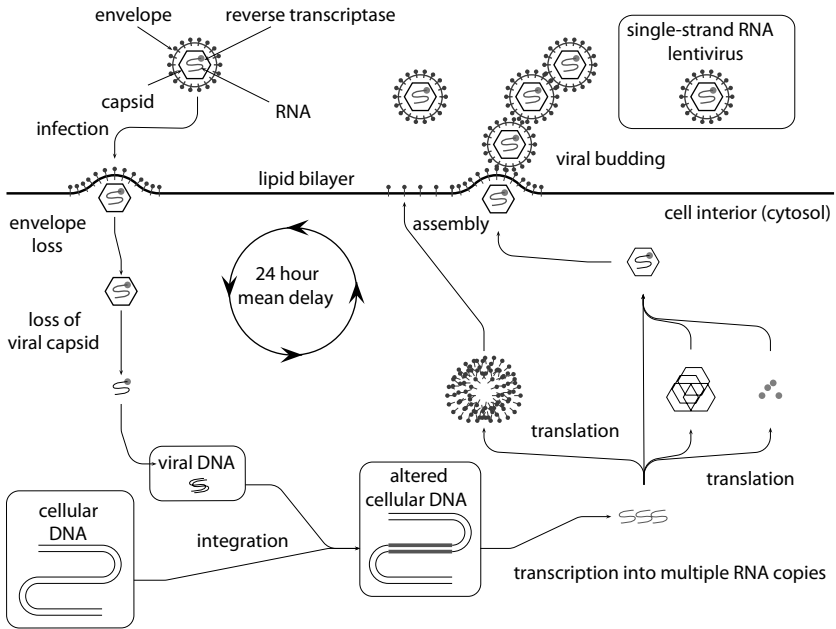 envelope
reverse transcriptase
capsid
RNA
infection
single-strand RNA
lentivirus
viral budding
lipid bilayer
cell interior (cytosol)
envelope
loss
assembly
24 hour
mean delay
loss of
viral capsid
translation
translation
viral DNA
altered
cellular DNA
cellular
DNA
integration
transcription into multiple RNA copies